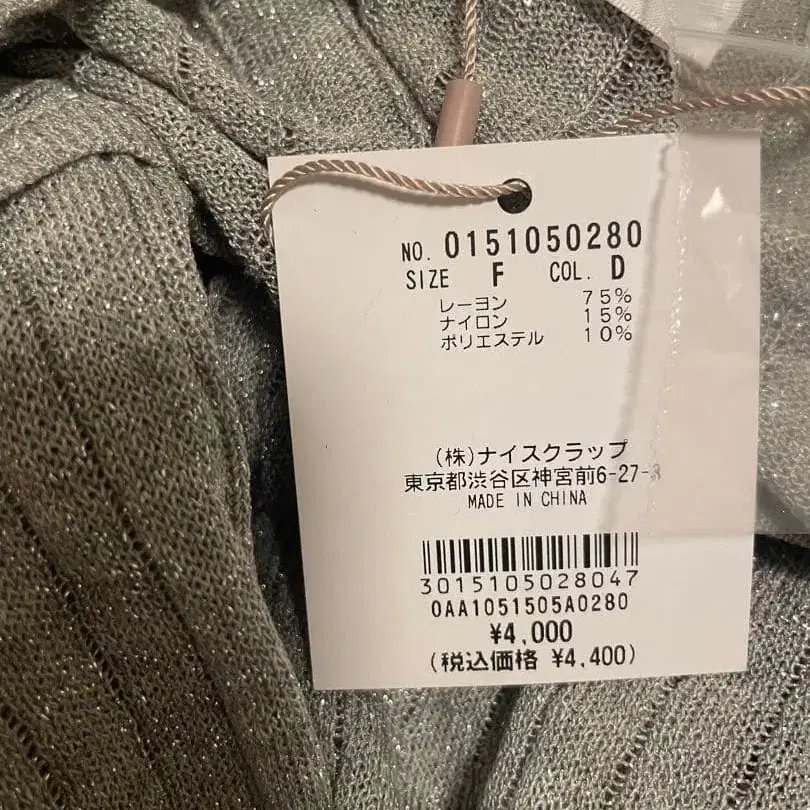 NO. 0151050280
SIZE F COL. D
レーヨン 75%
ナイロン 15%
ポリエステル 10%
(株)ナイスクラップ
東京都渋谷区神宮前6-27-8
MADE IN CHINA
3015105028047
0AA1051505A0280
¥4,000
(税込価格 ¥4,400)